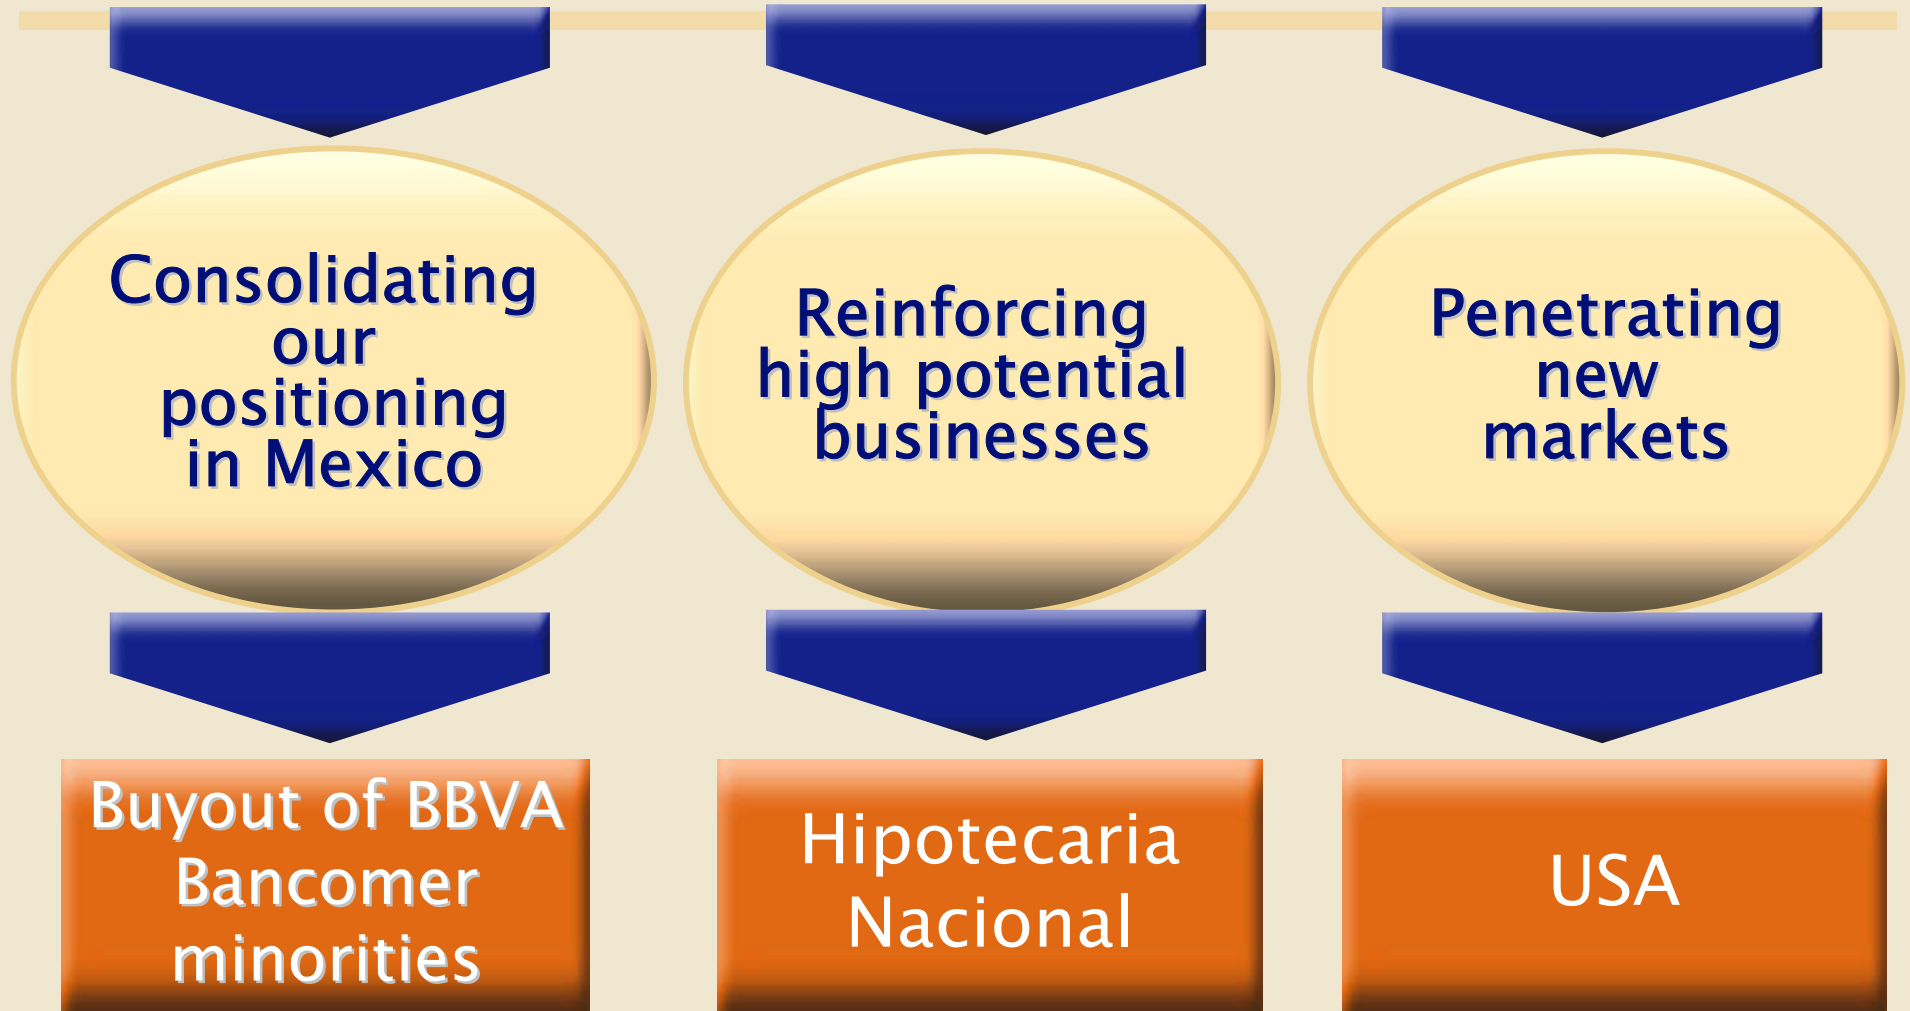 Consolidating
our
positioning
in Mexico
Reinforcing
high potential
businesses
Penetrating
new
markets
Buyout of BBVA
Bancomer
minorities
Hipotecaria
Nacional
USA